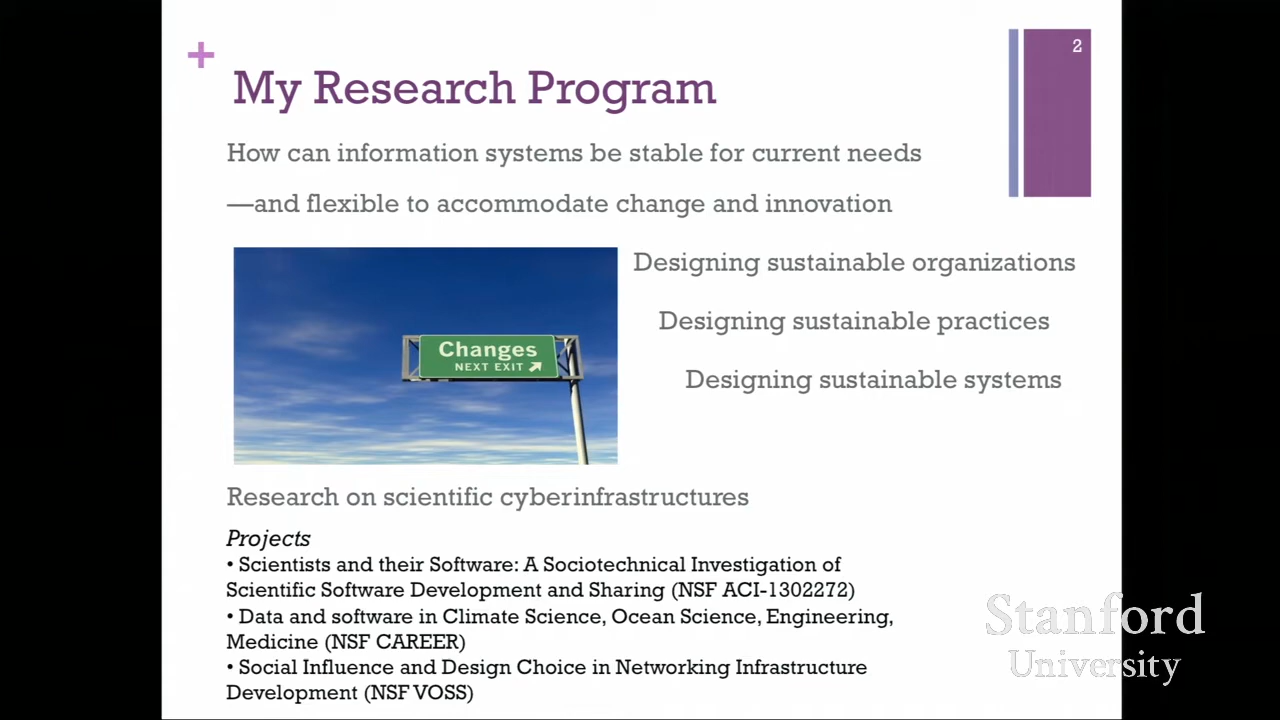 2
+
My Research Program
How can information systems be stable for current needs
—and flexible to accommodate change and innovation
Changes
NEXT EXIT
Designing sustainable organizations
Designing sustainable practices
Designing sustainable systems
Research on scientific cyberinfrastructures
Projects
• Scientists and their Software: A Sociotechnical Investigation of
Scientific Software Development and Sharing (NSF ACI-1302272)
• Data and software in Climate Science, Ocean Science, Engineering,
Medicine (NSF CAREER)
• Social Influence and Design Choice in Networking Infrastructure
Development (NSF VOSS)
Stanford
University